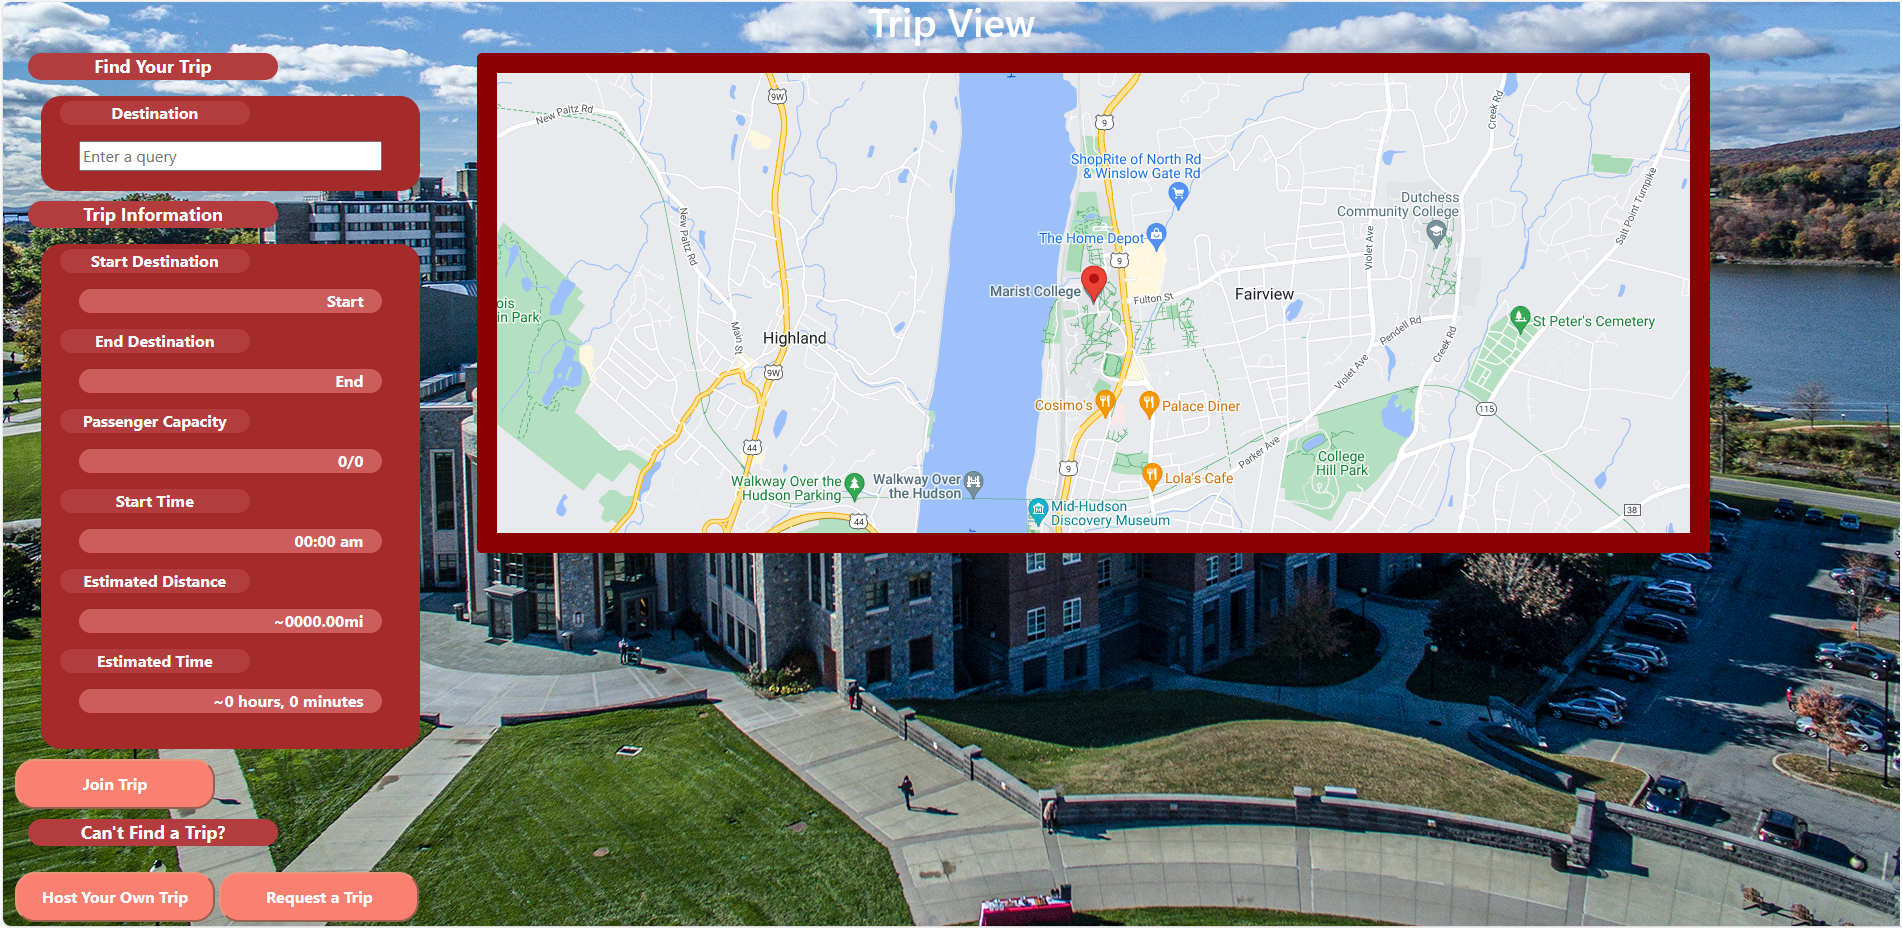 Trip View
Find Your Trip
Destination
Enter a query
Trip Information
Start Destination
Start
End Destination
End
Passenger Capacity
0/0
Start Time
00:00 am
Estimated Distance
~0000.00mi
Estimated Time
~0 hours, 0 minutes
Join Trip
Can't Find a Trip?
Host Your Own Trip
Request a Trip
9W
New Paltz Rd
9
Creek Rd
ShopRite of North Rd
& Winslow Gate Rd
Dutchess
Community College
Salt Point Turnpike
New Paltz Rd
The Home Depot
Violet Ave
9
Marist College
Fulton St
Fairview
ois
in Park
Main St
Highland
Pendell Rd
Creek Rd
St Peter's Cemetery
9W
Violet Ave
Cosimo's
Palace Diner
115
44
Parker Ave
College
Hill Park
9
Walkway Over the
Hudson Parking
Walkway Over
the Hudson
Lola's Cafe
Mid-Hudson
Discovery Museum
44
38